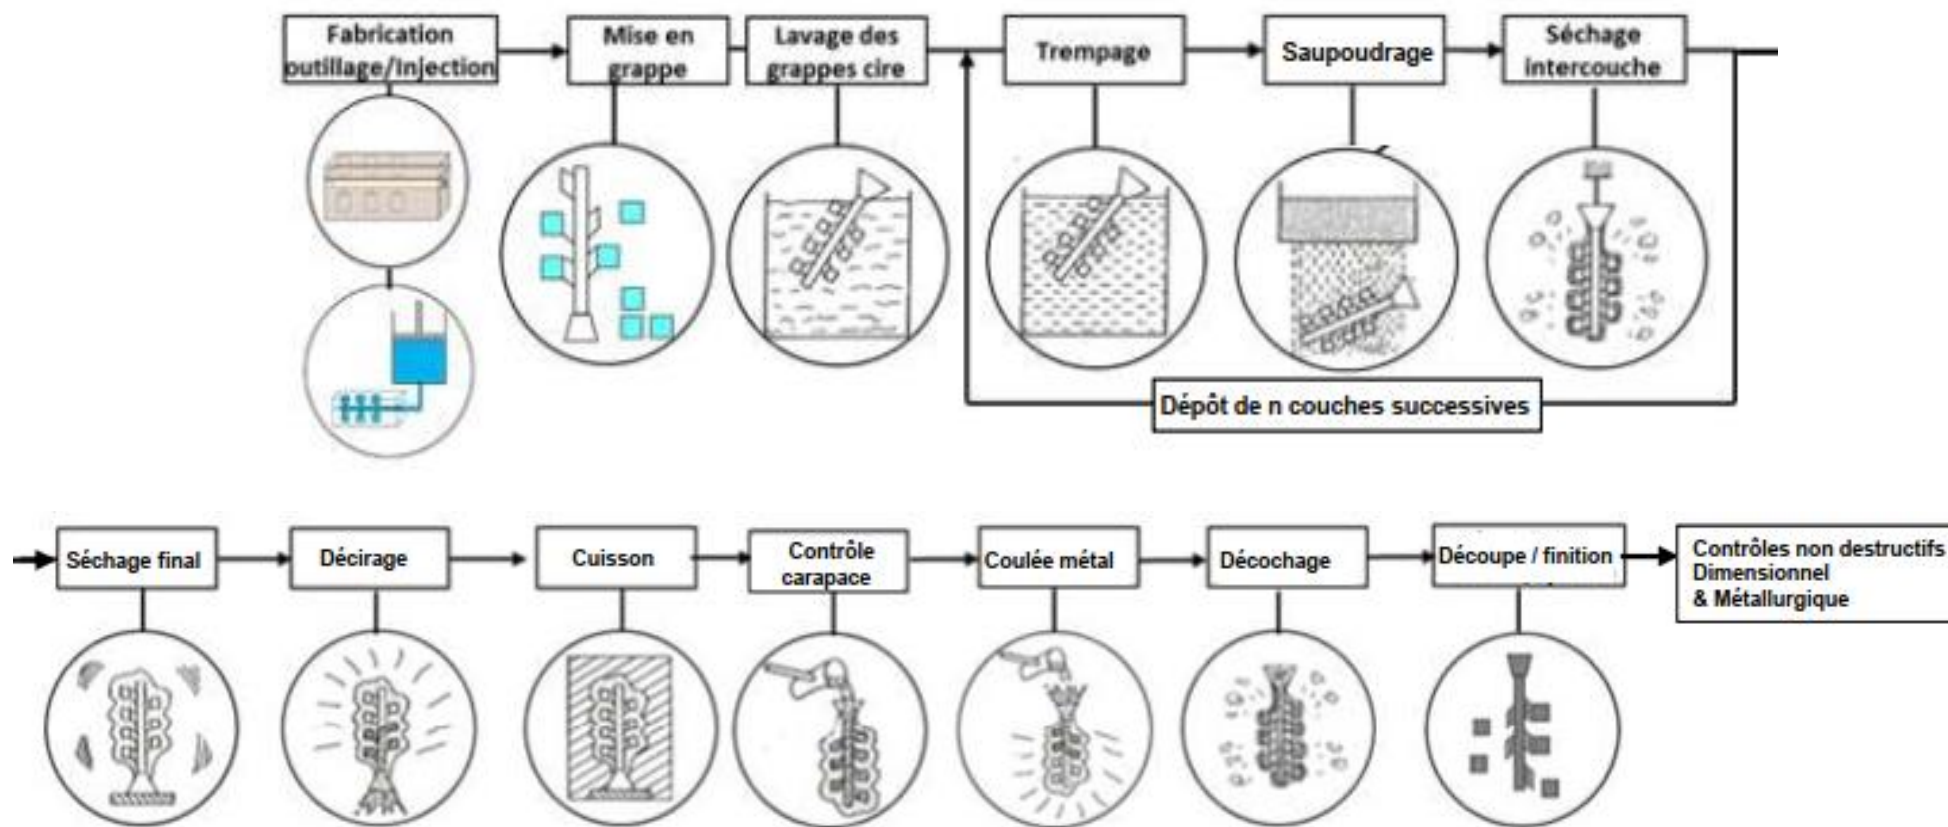 Fabrication
outillage/Injection
Mise en
grappe
Lavage des
grappes cire
Trempage
Saupoudrage
Séchage
intercouche
Dépôt de n couches successives
Séchage final
Décirage
Cuisson
Contrôle
carapace
Coulée métal
Décochage
Découpe / finition
Contrôles non destructifs
Dimensionnel
& Métallurgique